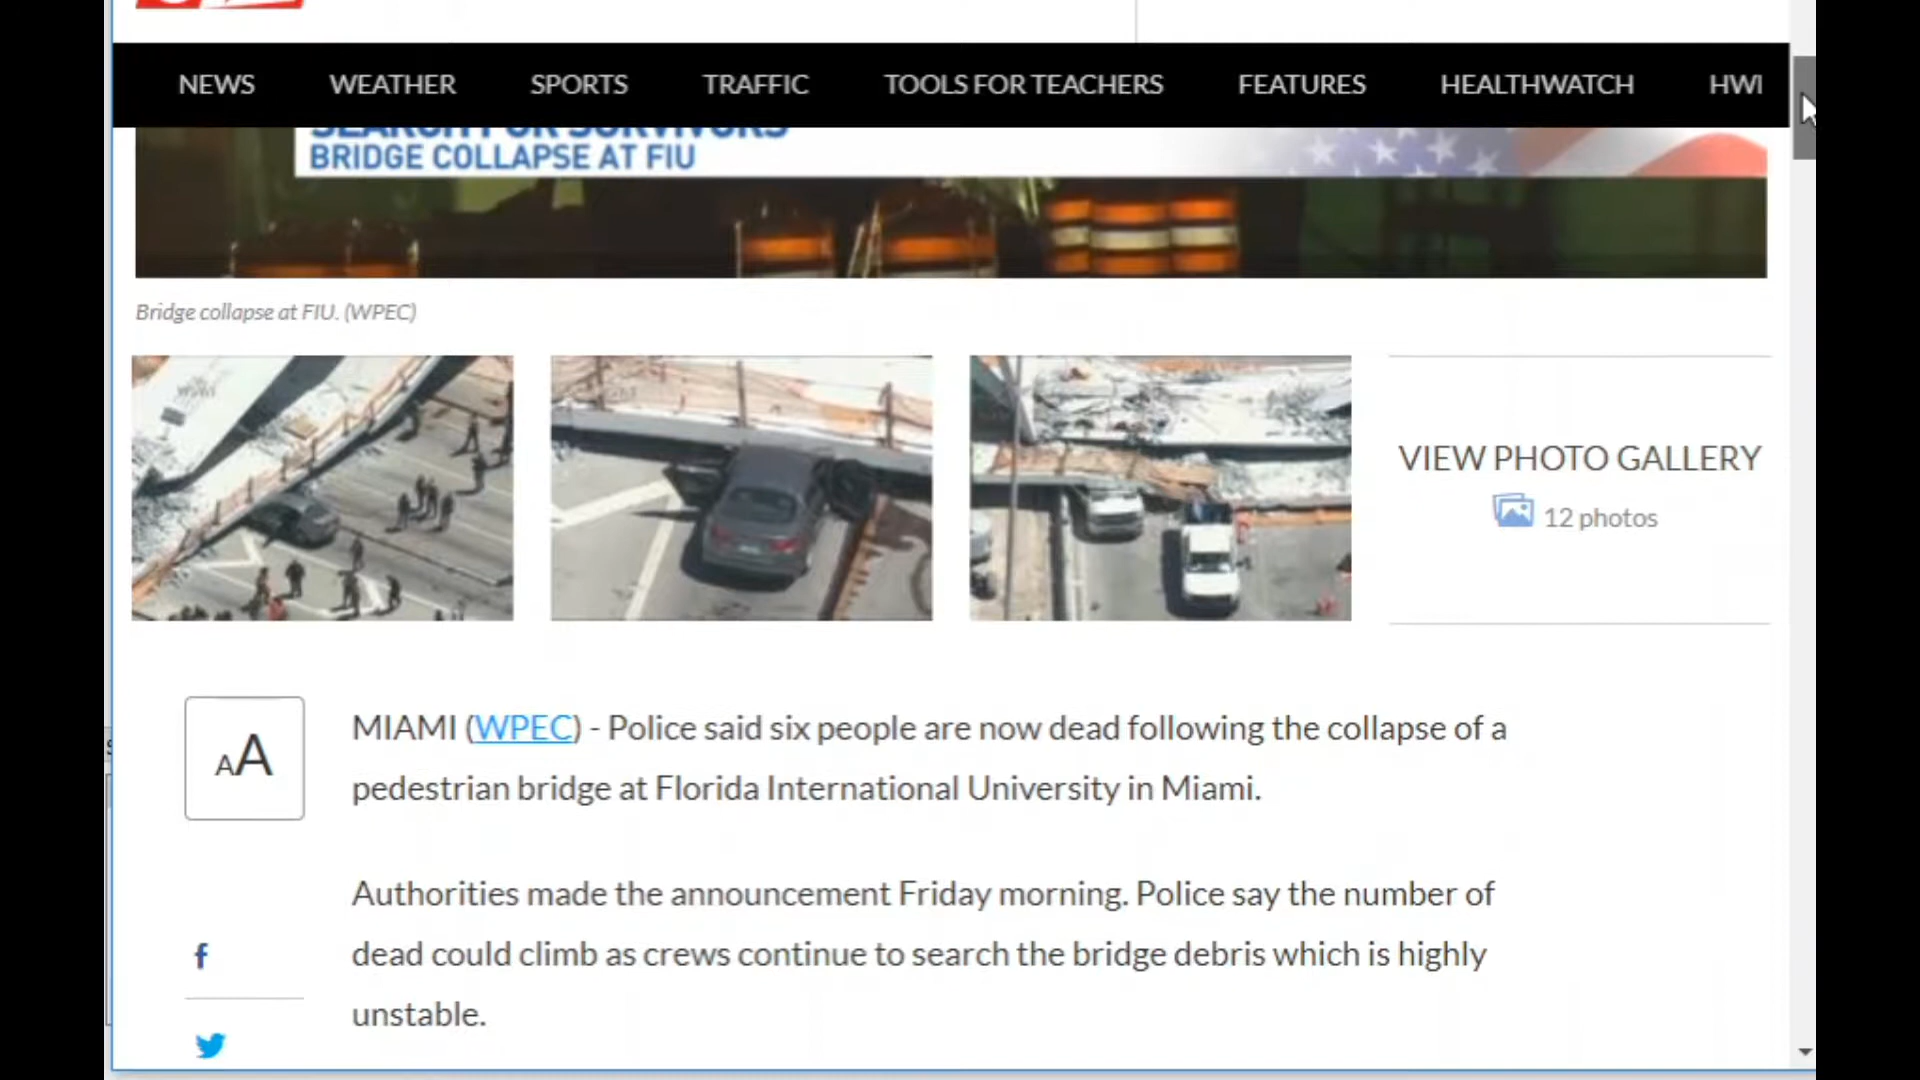 NEWS WEATHER SPORTS TRAFFIC TOOLS FOR TEACHERS FEATURES HEALTHWATCH HWI
SEARCH FOR SURVIVORS
BRIDGE COLLAPSE AT FIU
Bridge collapse at FIU. (WPEC)
VIEW PHOTO GALLERY
12 photos
AA
MIAMI (WPEC) - Police said six people are now dead following the collapse of a
pedestrian bridge at Florida International University in Miami.
Authorities made the announcement Friday morning. Police say the number of
dead could climb as crews continue to search the bridge debris which is highly
unstable.